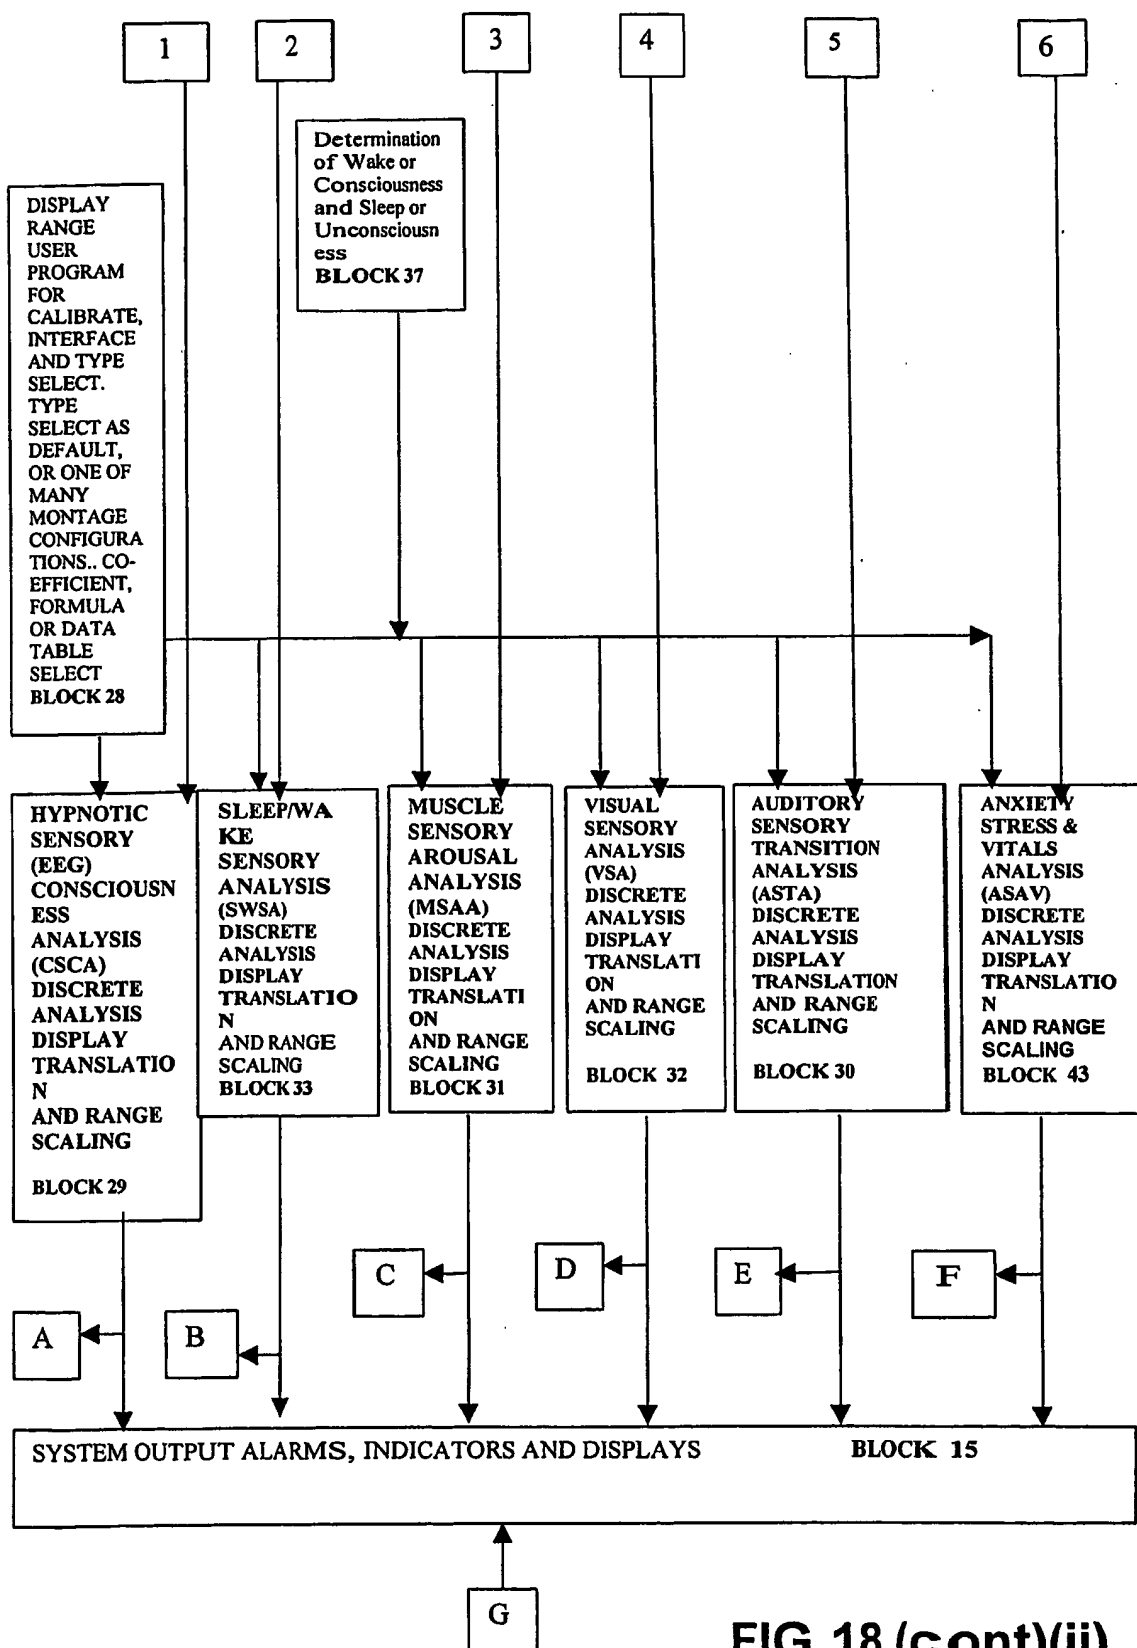 1
2
3
4
5
6
Determination
of Wake or
Consciousness
and Sleep or
Unconsciousn
ess
BLOCK 37
DISPLAY
RANGE
USER
PROGRAM
FOR
CALIBRATE,
INTERFACE
AND TYPE
SELECT.
TYPE
SELECT AS
DEFAULT,
OR ONE OF
MANY
MONTAGE
CONFIGURA
TIONS.. CO-
EFFICIENT,
FORMULA
OR DATA
TABLE
SELECT
BLOCK 28
HYPNOTIC
SENSORY
(EEG)
CONSCIOUSN
ESS
ANALYSIS
(CSCA)
DISCRETE
ANALYSIS
DISPLAY
TRANSLATIO
N
AND RANGE
SCALING
BLOCK 29
SLEEP/WA
KE
SENSORY
ANALYSIS
(SWSA)
DISCRETE
ANALYSIS
DISPLAY
TRANSLATIO
N
AND RANGE
SCALING
BLOCK 33
MUSCLE
SENSORY
AROUSAL
ANALYSIS
(MSAA)
DISCRETE
ANALYSIS
DISPLAY
TRANSLATI
ON
AND RANGE
SCALING
BLOCK 31
VISUAL
SENSORY
ANALYSIS
(VSA)
DISCRETE
ANALYSIS
DISPLAY
TRANSLATI
ON
AND RANGE
SCALING
BLOCK 32
AUDITORY
SENSORY
TRANSITION
ANALYSIS
(ASTA)
DISCRETE
ANALYSIS
DISPLAY
TRANSLATION
AND RANGE
SCALING
BLOCK 30
ANXIETY
STRESS &
VITALS
ANALYSIS
(ASAV)
DISCRETE
ANALYSIS
DISPLAY
TRANSLATIO
N
AND RANGE
SCALING
BLOCK 43
A
B
C
D
E
F
SYSTEM OUTPUT ALARMS, INDICATORS AND DISPLAYS BLOCK 15
G
FIG 18 (cont)(ii)